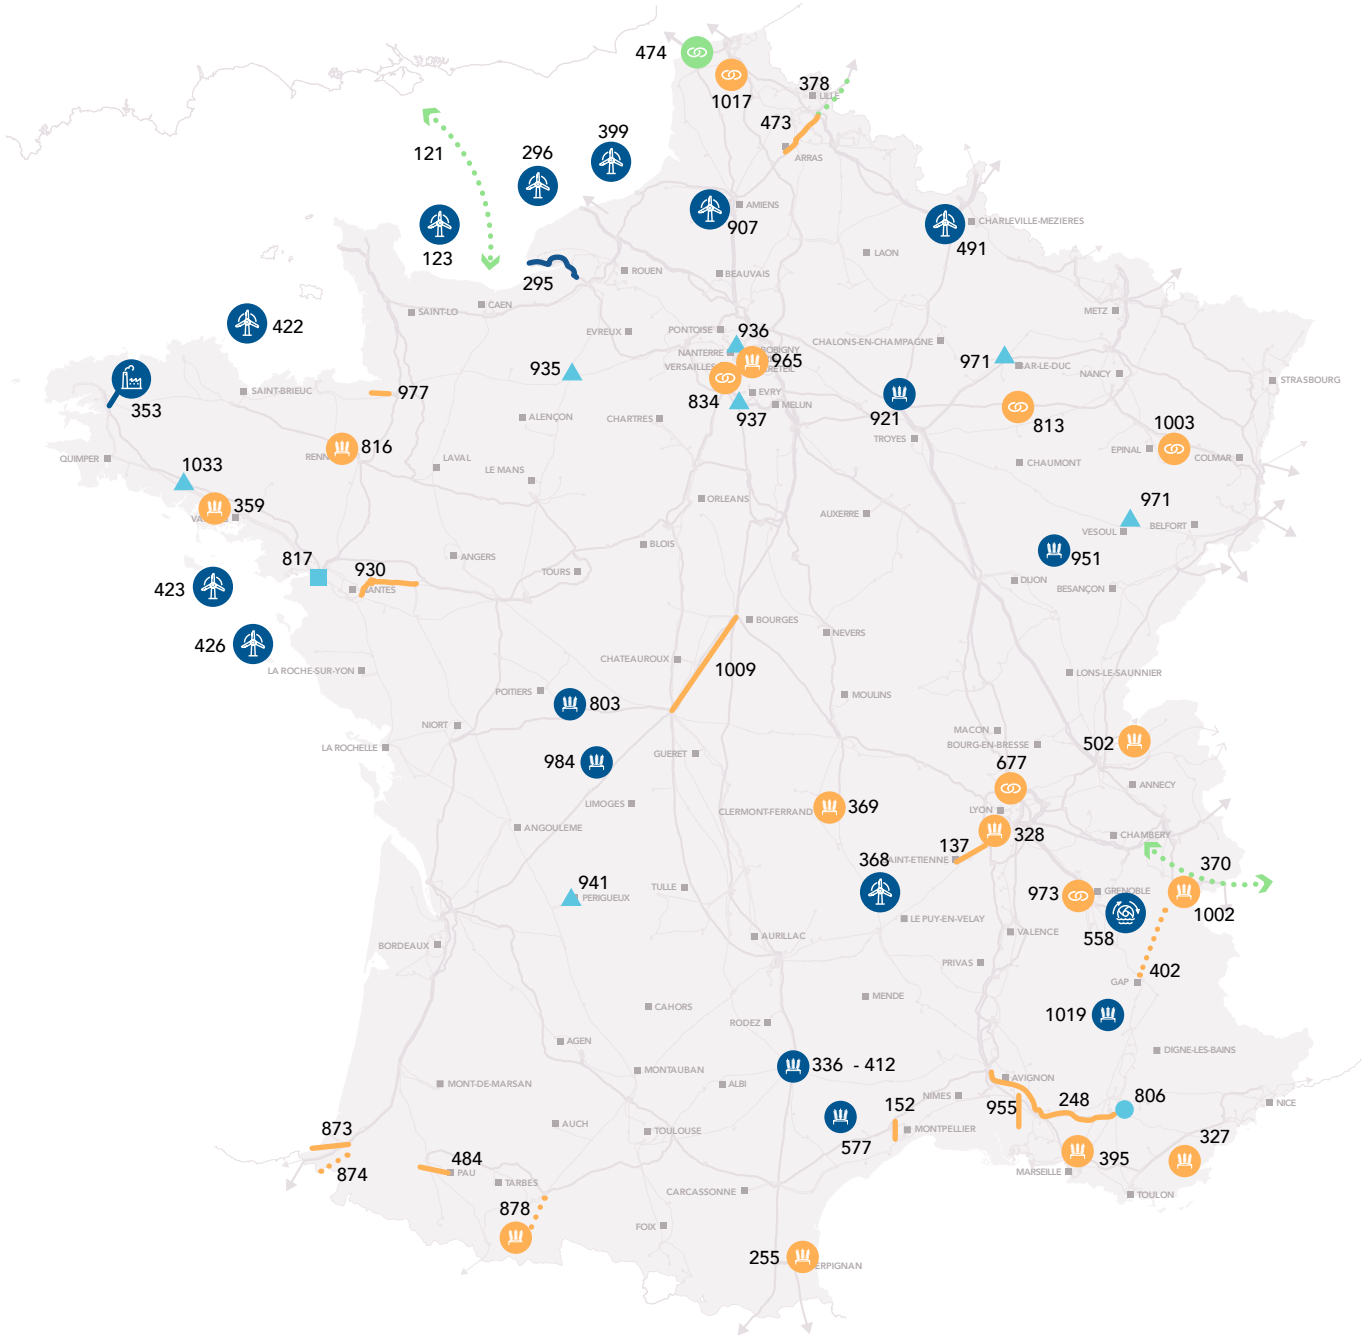 474
1017
378
LILLE
473
ARRAS
399
121
296
AMIENS
907
123
CHARLEVILLE-MEZIERES
491
LAON
295
ROUEN
BEAUVAIS
CAEN
SAINT-LO
METZ
422
EVREUX
PONTOISE
936
CHALONS-EN-CHAMPAGNE
NANTERRE
BOBIGNY
965
971
BAR-LE-DUC
935
VERSAILLES
CRETEIL
NANCY
STRASBOURG
353
SAINT-BRIEUC
977
834
EVRY
MELUN
937
921
813
ALENÇON
CHARTRES
TROYES
1003
816
RENNES
EPINAL
COLMAR
QUIMPER
1033
LAVAL
LE MANS
CHAUMONT
359
VANNES
ORLEANS
AUXERRE
971
VESOUL
BELFORT
817
930
ANGERS
BLOIS
951
TOURS
DIJON
423
NANTES
BESANÇON
BOURGES
NEVERS
426
CHATEAUROUX
1009
LA ROCHE-SUR-YON
LONS-LE-SAUNNIER
POITIERS
803
MOULINS
NIORT
LA ROCHELLE
MACON
BOURG-EN-BRESSE
502
984
GUERET
677
ANNECY
LIMOGES
CLERMONT-FERRAND
369
LYON
ANGOULEME
328
CHAMBERY
137
SAINT-ETIENNE
368
370
941
TULLE
973
GRENOBLE
PERIGUEUX
1002
LE PUY-EN-VELAY
558
BORDEAUX
AURILLAC
VALENCE
PRIVAS
402
GAP
MENDE
CAHORS
1019
RODEZ
AGEN
DIGNE-LES-BAINS
336 - 412
MONTAUBAN
AVIGNON
MONT-DE-MARSAN
ALBI
NIMES
955
248
806
NICE
152
577
AUCH
TOULOUSE
MONTPELLIER
873
327
484
395
874
PAU
MARSEILLE
TARBES
CARCASSONNE
TOULON
878
FOIX
255
PERPIGNAN